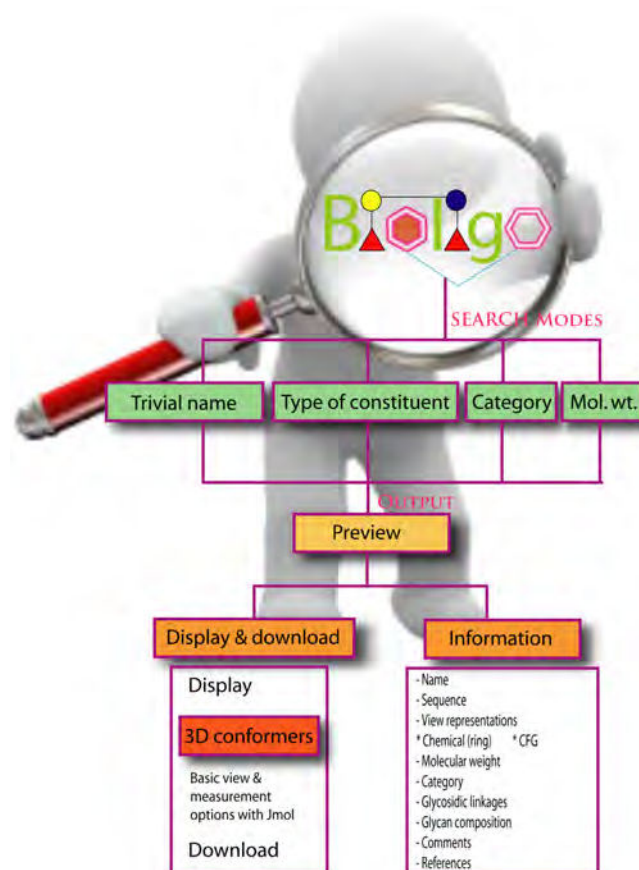 BiOligo
SEARCH MODES
Trivial name
Type of constituent
Category
Mol. wt.
OUTPUT
Preview
Display & download
Information
Display
3D conformers
Basic view &
measurement
options with Jmol
Download
- Name
- Sequence
- View representations
* Chemical (ring) * CFG
- Molecular weight
- Category
- Glycosidic linkages
- Glycan composition
- Comments
- References